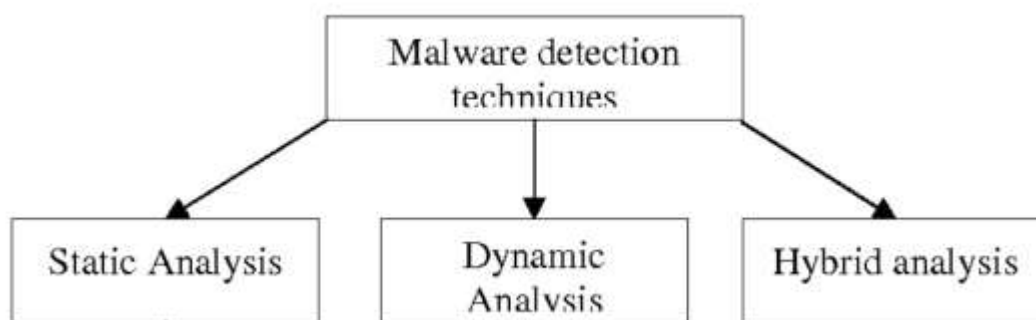 Malware detection
techniques
Static Analysis
Dynamic
Analysis
Hybrid analysis